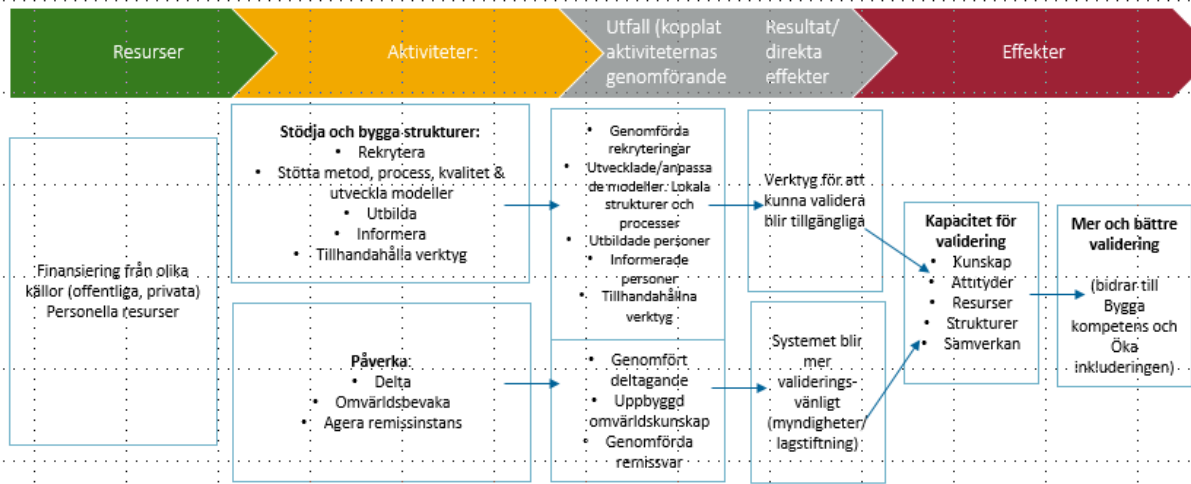 Resurser
Aktiviteter:
Utfall (kopplat
aktiviteternas
genomförande
Resultat/
direkta
effekter
Effekter
Finansiering från olika
källor (offentliga, privata)
Personella resurser
Stödja och bygga strukturer:
• Rekrytera
• Stötta metod, process, kvalitet &
utveckla modeller
• Utbilda
• Informera
• Tillhandahålla verktyg
Påverka:
• Delta
• Omvärldsbevaka
• Agera remissinstans
• Genomförda
rekryteringar
• Utvecklade/anpassa
de modeller. Lokala
strukturer och
processer
• Utbildade personer
• Informerade
personer
• Tillhandahållna
verktyg
• Genomfört
deltagande
• Uppbyggd
omvärldskunskap
• Genomförda
remissvar
Verktyg för att
kunna validera
blir tillgängliga
Systemet blir
mer
validerings-
vänligt
(myndigheter/
lagstiftning)
Kapacitet för
validering
• Kunskap
• Attityder
• Resurser
• Strukturer
• Samverkan
Mer och bättre
validering
(bidrar till
Bygga
kompetens och
Öka
inkluderingen)